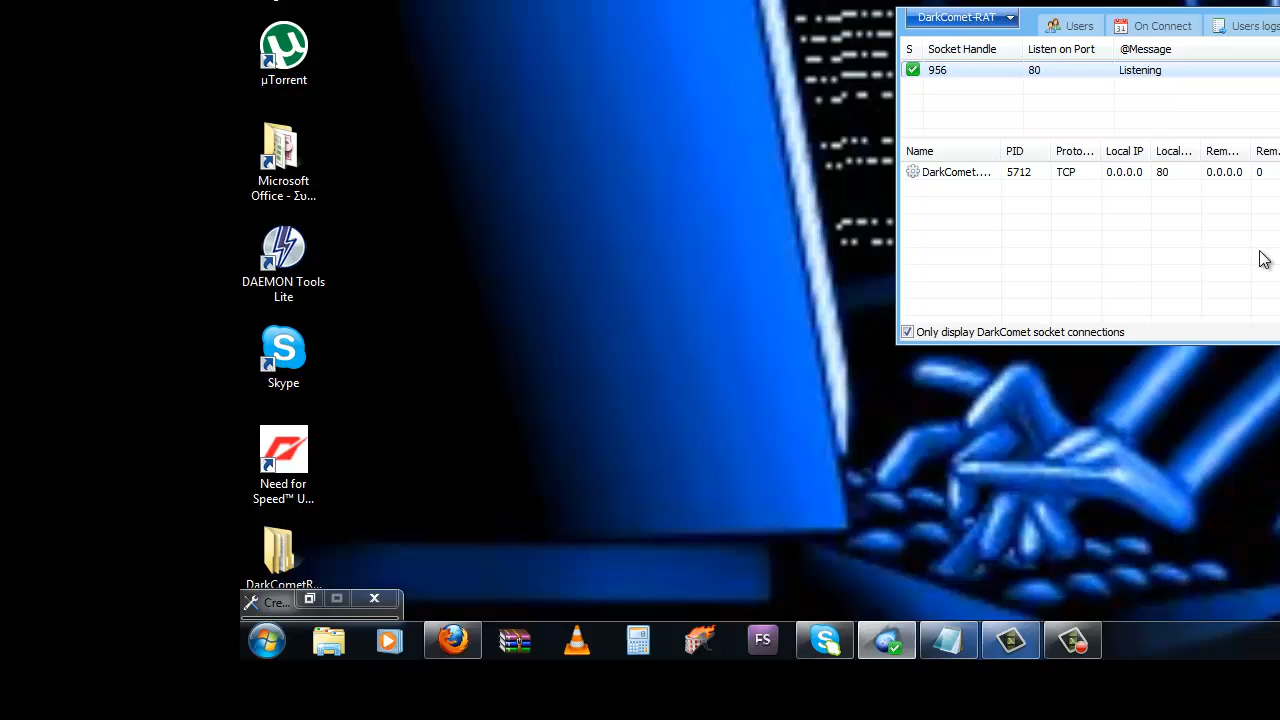 µTorrent
Microsoft
Office - Συ...
DAEMON Tools
Lite
Skype
Need for
Speed™ U...
DarkCometR...
Cre...
FS
DarkComet-RAT
Users
On Connect
Users logs
S Socket Handle Listen on Port @Message
956 80 Listening
Name PID Proto... Local IP Local... Rem... Rem.
DarkComet.... 5712 TCP 0.0.0.0 80 0.0.0.0 0
Only display DarkComet socket connections